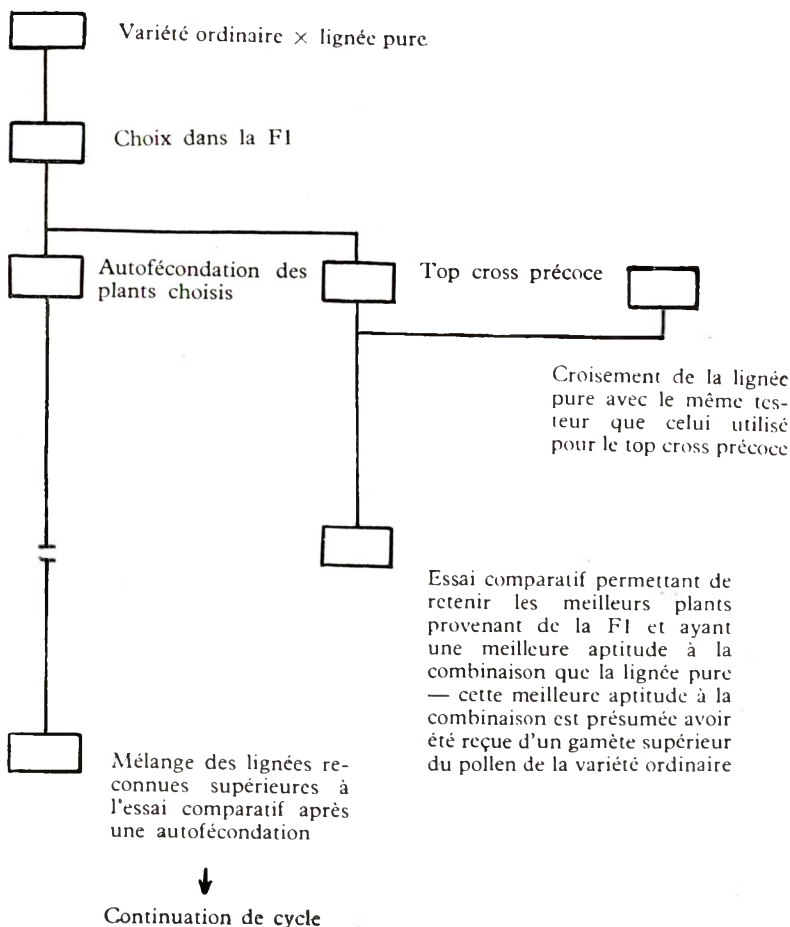 Variété ordinaire × lignée pure
Choix dans la F1
Autofécondation des
plants choisis
Top cross précoce
Croisement de la lignée
pure avec le même tes-
teur que celui utilisé
pour le top cross précoce
Essai comparatif permettant de
retenir les meilleurs plants
provenant de la F1 et ayant
une meilleure aptitude à la
combinaison que la lignée pure
— cette meilleure aptitude à la
combinaison est présumée avoir
été reçue d'un gamète supérieur
du pollen de la variété ordinaire
Mélange des lignées re-
connues supérieures à
l'essai comparatif après
une autofécondation
Continuation de cycle